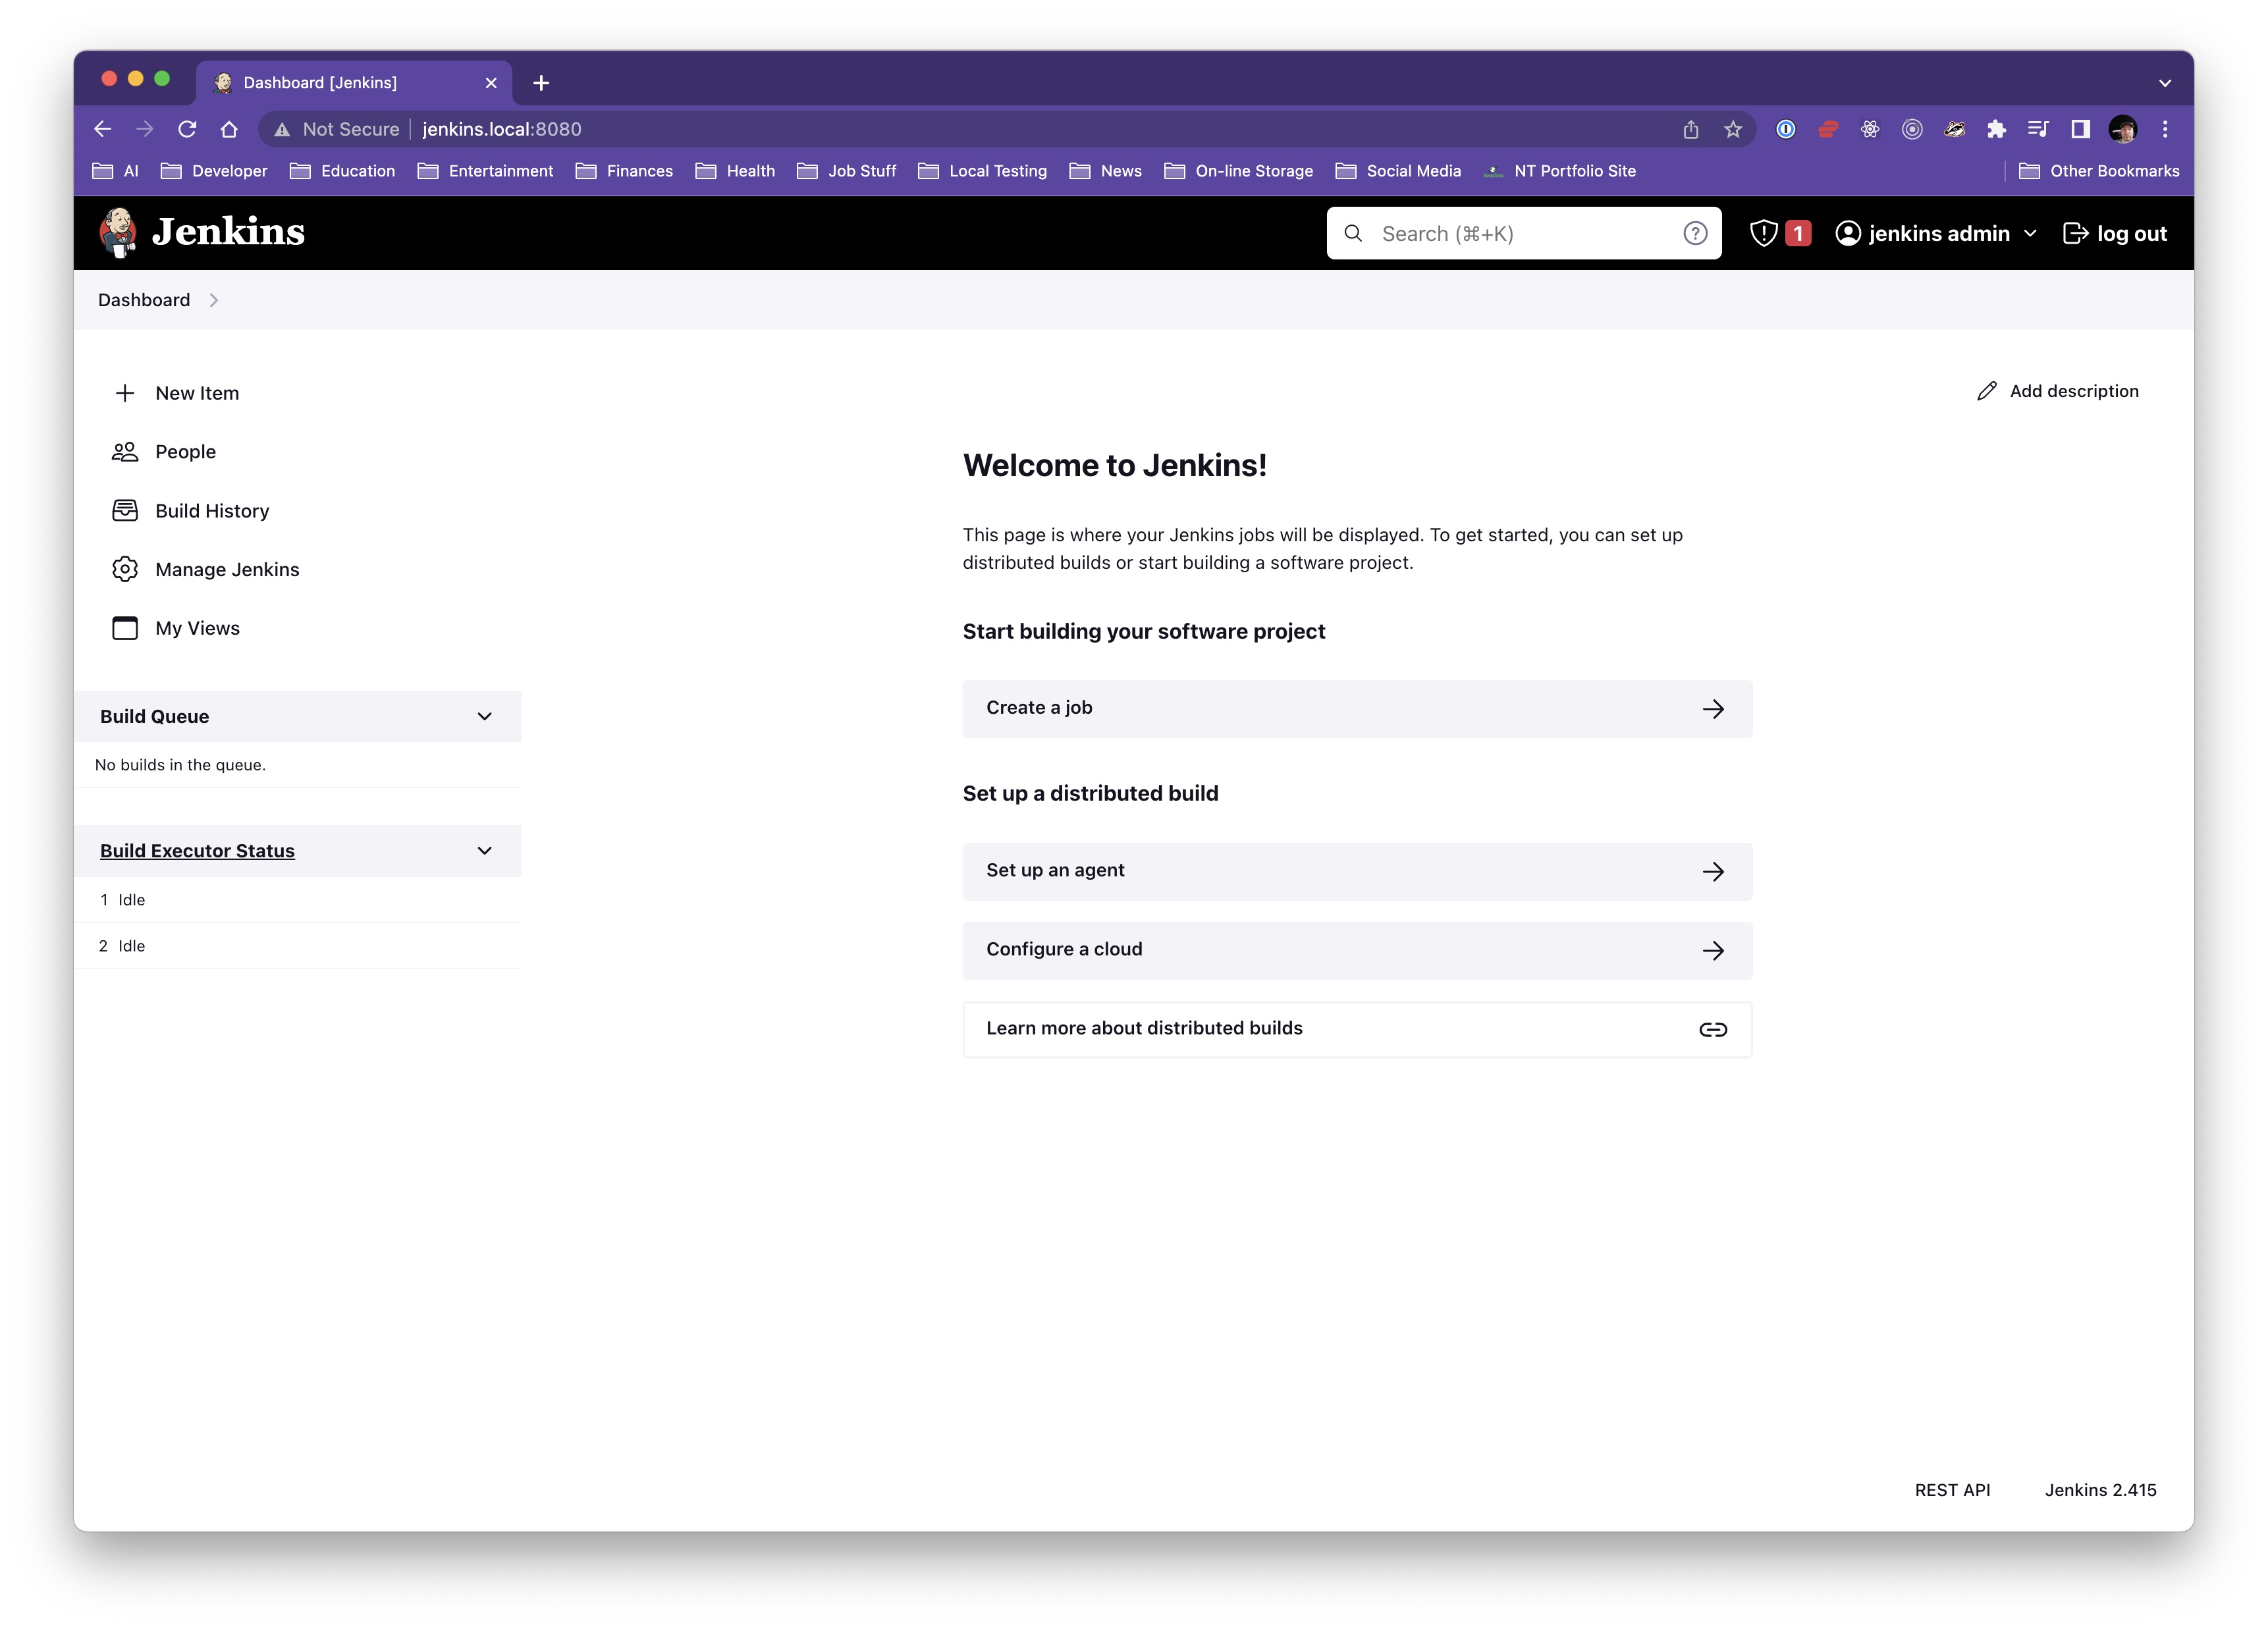 Dashboard [Jenkins]
Not Secure jenkins.local:8080
AI Developer Education Entertainment Finances Health Job Stuff Local Testing News On-line Storage Social Media NT Portfolio Site Other Bookmarks
Jenkins Search (⌘+K) 1 jenkins admin log out
Dashboard
New Item
People
Build History
Manage Jenkins
My Views
Build Queue
No builds in the queue.
Build Executor Status
1 Idle
2 Idle
Add description
Welcome to Jenkins!
This page is where your Jenkins jobs will be displayed. To get started, you can set up
distributed builds or start building a software project.
Start building your software project
Create a job
Set up a distributed build
Set up an agent
Configure a cloud
Learn more about distributed builds
REST API Jenkins 2.415